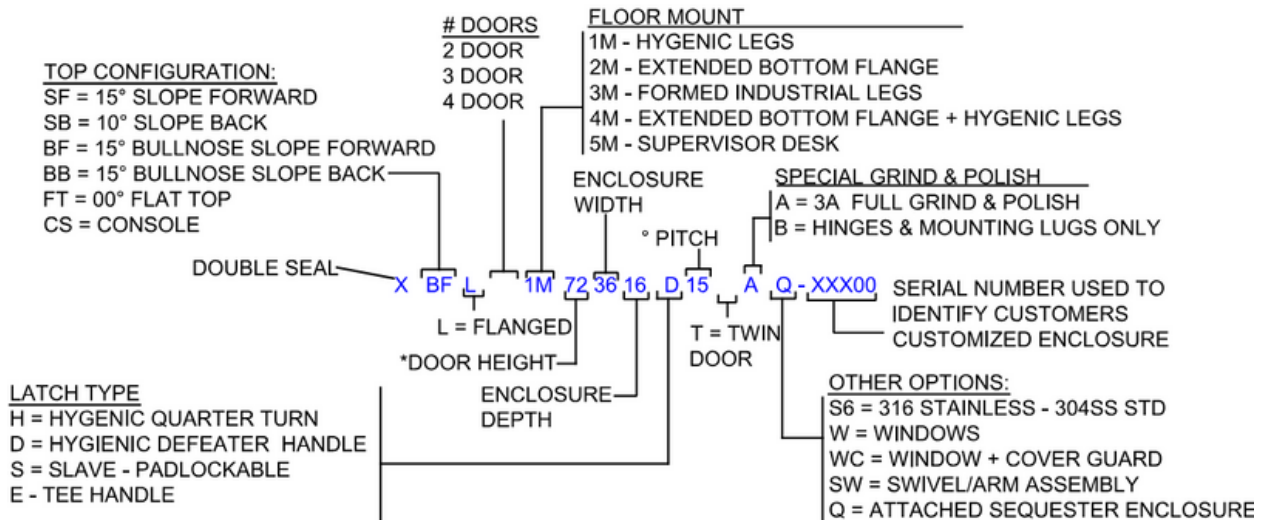 # DOORS
2 DOOR
3 DOOR
4 DOOR
FLOOR MOUNT
1M - HYGENIC LEGS
2M - EXTENDED BOTTOM FLANGE
3M - FORMED INDUSTRIAL LEGS
4M - EXTENDED BOTTOM FLANGE + HYGENIC LEGS
5M - SUPERVISOR DESK
TOP CONFIGURATION:
SF = 15° SLOPE FORWARD
SB = 10° SLOPE BACK
BF = 15° BULLNOSE SLOPE FORWARD
BB = 15° BULLNOSE SLOPE BACK
FT = 00° FLAT TOP
CS = CONSOLE
ENCLOSURE
WIDTH
° PITCH
SPECIAL GRIND & POLISH
A = 3A FULL GRIND & POLISH
B = HINGES & MOUNTING LUGS ONLY
DOUBLE SEAL
X BF L 1M 72 36 16 D 15 A Q - XXX00
SERIAL NUMBER USED TO
IDENTIFY CUSTOMERS
CUSTOMIZED ENCLOSURE
L = FLANGED
*DOOR HEIGHT
ENCLOSURE
DEPTH
T = TWIN
DOOR
LATCH TYPE
H = HYGENIC QUARTER TURN
D = HYGIENIC DEFEATER HANDLE
S = SLAVE - PADLOCKABLE
E - TEE HANDLE
OTHER OPTIONS:
S6 = 316 STAINLESS - 304SS STD
W = WINDOWS
WC = WINDOW + COVER GUARD
SW = SWIVEL/ARM ASSEMBLY
Q = ATTACHED SEQUESTER ENCLOSURE